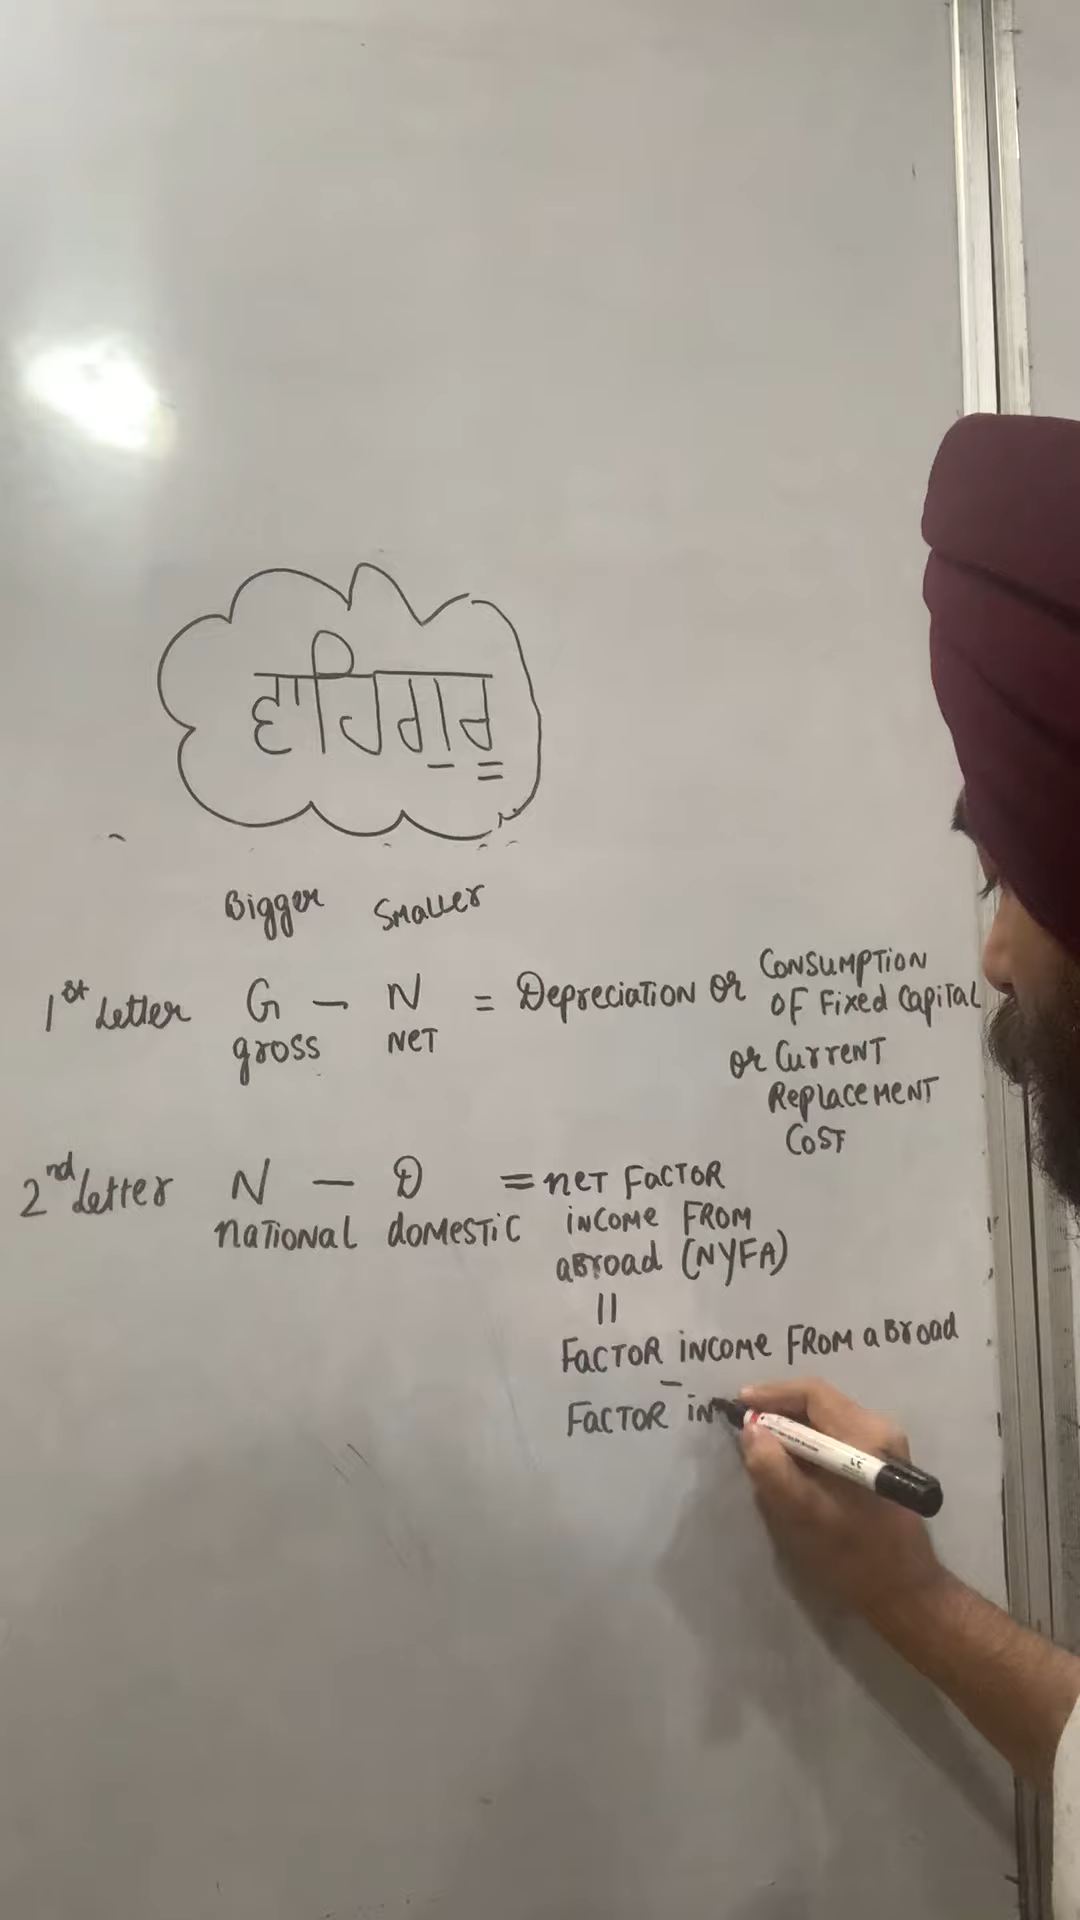 ਵਾਹਿਗੁਰੂ
Bigger Smaller
1st Letter G — N = Depreciation or Consumption
gross NET of Fixed Capital
or Current
Replacement
Cost
2nd Letter N — D = net Factor
national domestic income From
abroad (NYFA)
||
Factor income From abroad
—
Factor in